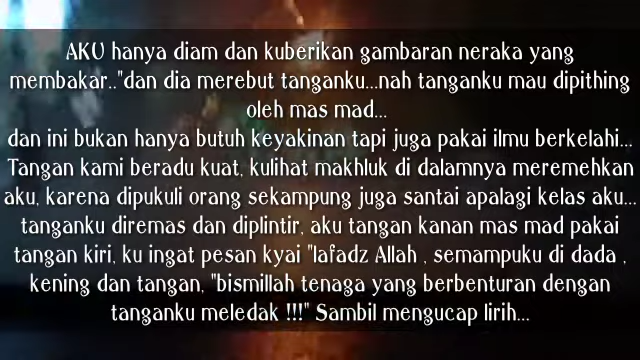 AKU hanya diam dan kuberikan gambaran neraka yang
membakar.."dan dia merebut tanganku...nah tanganku mau dipithing
oleh mas mad...
dan ini bukan hanya butuh keyakinan tapi juga pakai ilmu berkelahi...
Tangan kami beradu kuat, kulihat makhluk di dalamnya meremehkan
aku, karena dipukuli orang sekampung juga santai apalagi kelas aku...
tanganku diremas dan diplintir, aku tangan kanan mas mad pakai
tangan kiri, ku ingat pesan kyai "lafadz Allah , semampuku di dada ,
kening dan tangan, "bismillah tenaga yang berbenturan dengan
tanganku meledak !!!" Sambil mengucap lirih...